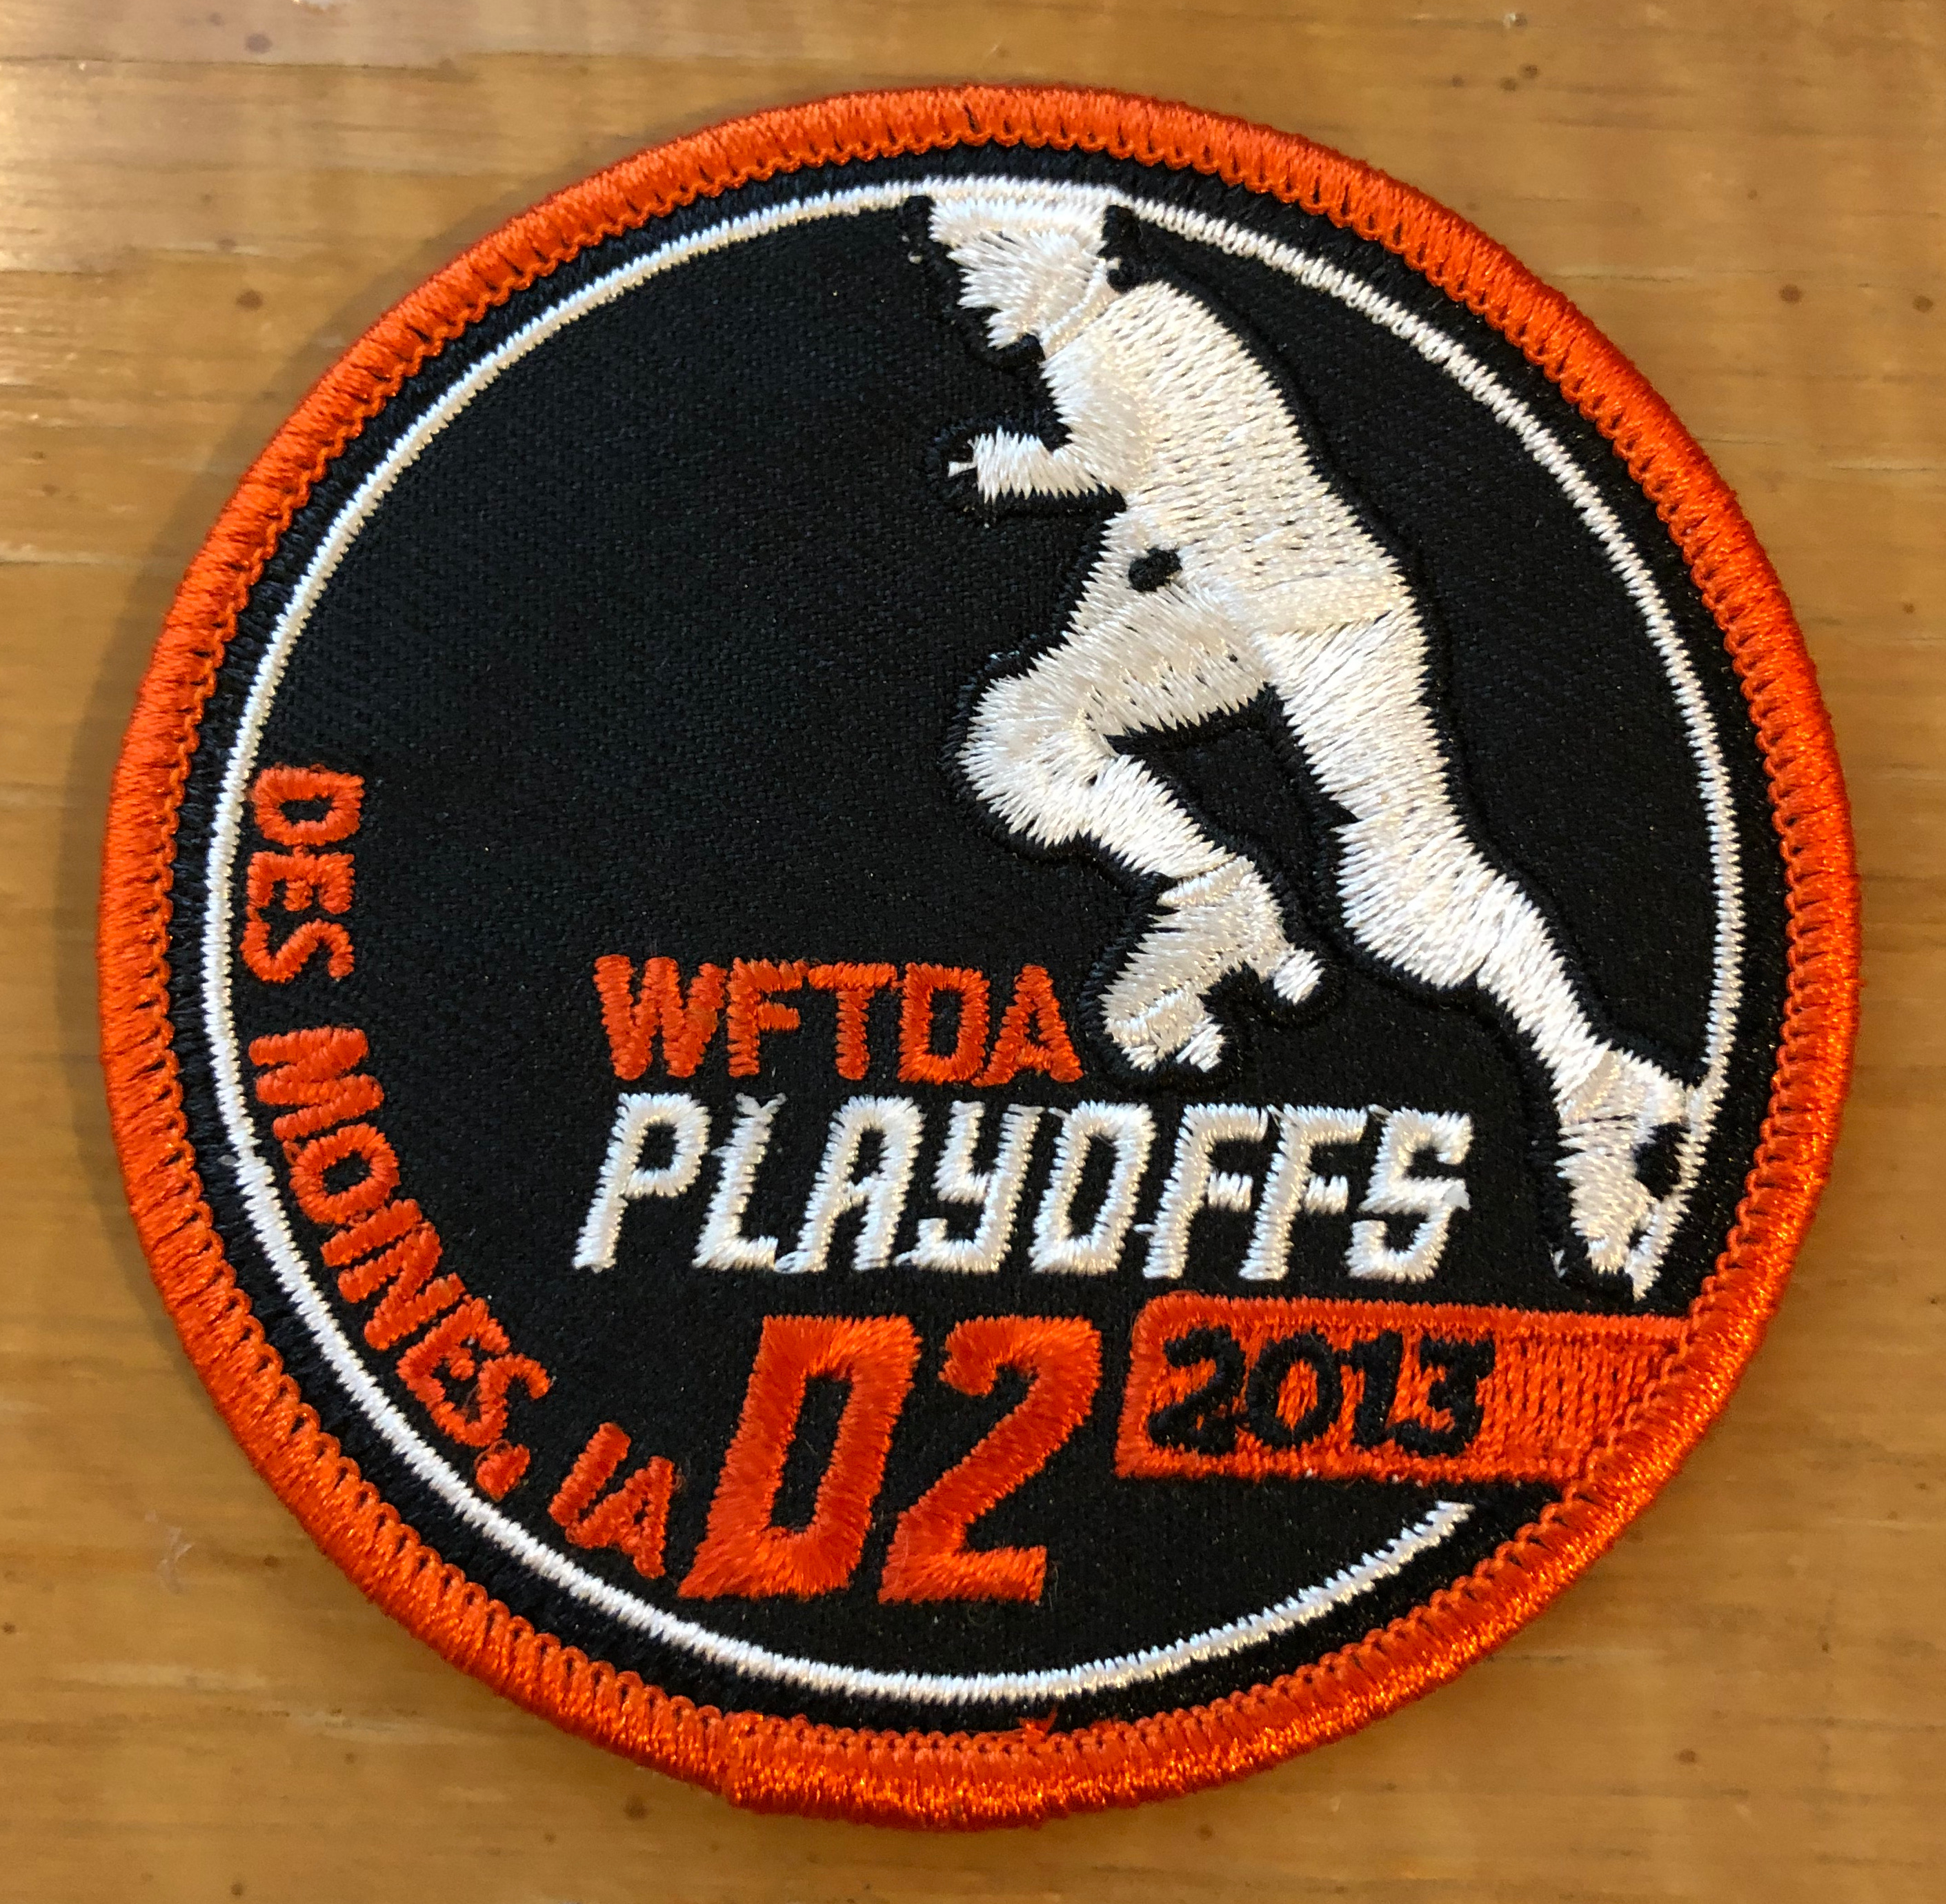 DES MOINES, IA
WFTDA
PLAYOFFS
D2 2013